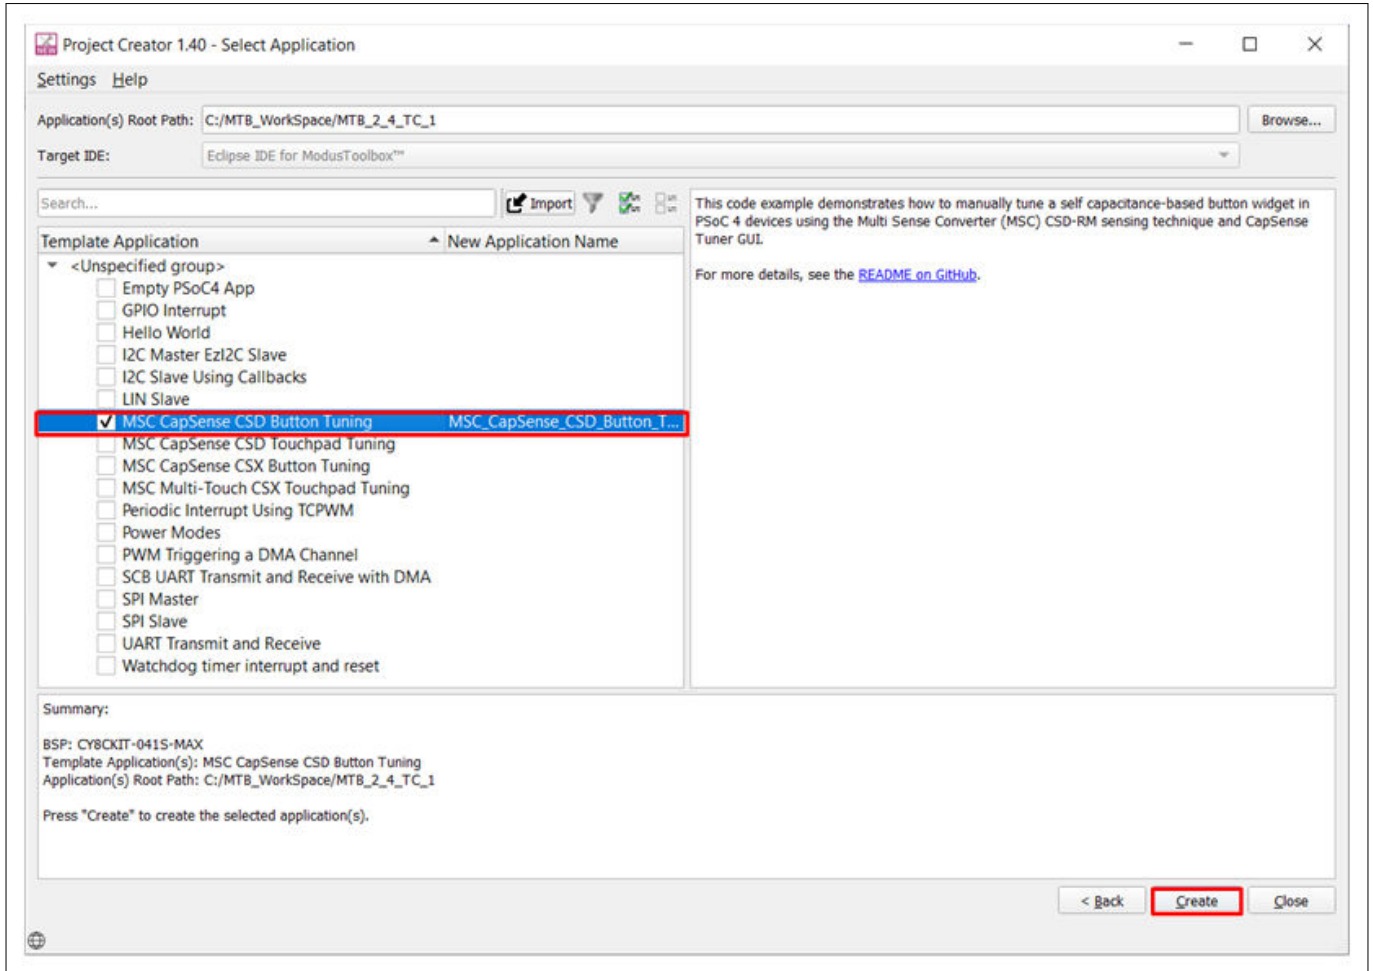 Project Creator 1.40 - Select Application
Settings Help
Application(s) Root Path: C:/MTB_WorkSpace/MTB_2_4_TC_1 Browse...
Target IDE: Eclipse IDE for ModusToolbox™
Search... Import
Template Application New Application Name
<Unspecified group>
Empty PSoC4 App
GPIO Interrupt
Hello World
I2C Master EzI2C Slave
I2C Slave Using Callbacks
LIN Slave
MSC CapSense CSD Button Tuning MSC_CapSense_CSD_Button_T...
MSC CapSense CSD Touchpad Tuning
MSC CapSense CSX Button Tuning
MSC Multi-Touch CSX Touchpad Tuning
Periodic Interrupt Using TCPWM
Power Modes
PWM Triggering a DMA Channel
SCB UART Transmit and Receive with DMA
SPI Master
SPI Slave
UART Transmit and Receive
Watchdog timer interrupt and reset
This code example demonstrates how to manually tune a self capacitance-based button widget in
PSoC 4 devices using the Multi Sense Converter (MSC) CSD-RM sensing technique and CapSense
Tuner GUI.
For more details, see the README on GitHub.
Summary:
BSP: CY8CKIT-041S-MAX
Template Application(s): MSC CapSense CSD Button Tuning
Application(s) Root Path: C:/MTB_WorkSpace/MTB_2_4_TC_1
Press "Create" to create the selected application(s).
< Back Create Close